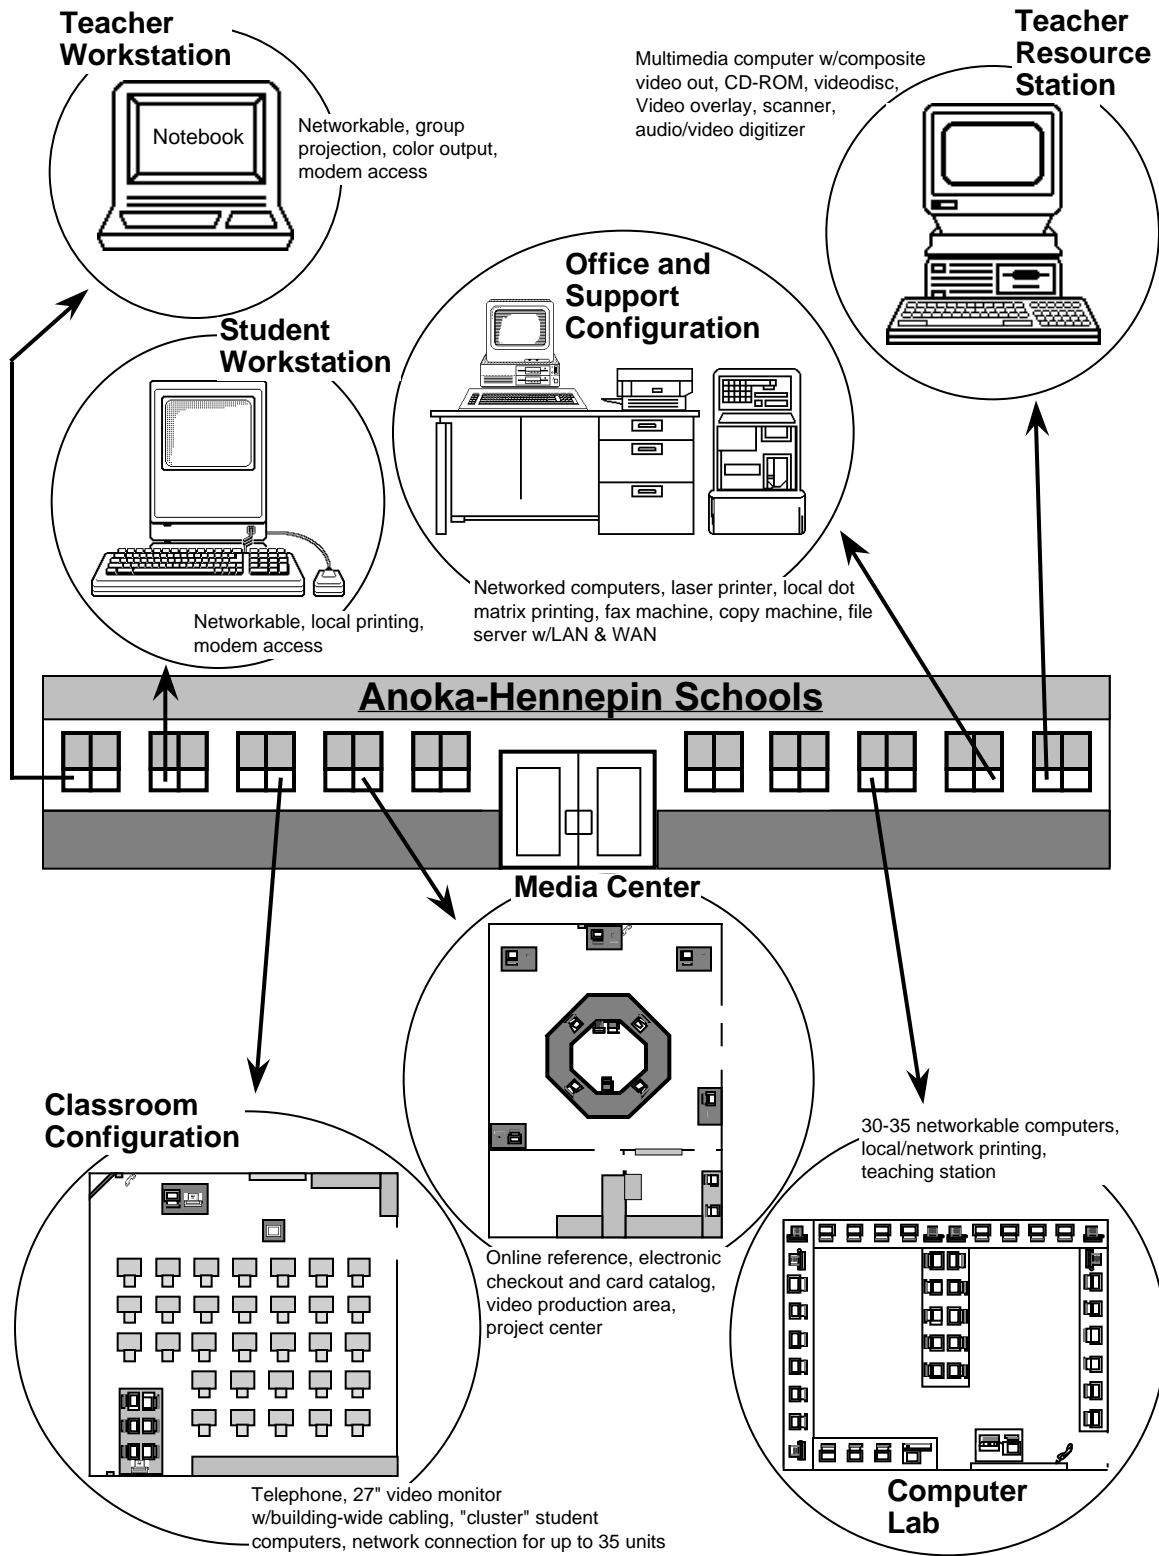 Teacher
Workstation
Notebook
Networkable, group
projection, color output,
modem access
Multimedia computer w/composite
video out, CD-ROM, videodisc,
Video overlay, scanner,
audio/video digitizer
Teacher
Resource
Station
Office and
Support
Configuration
Student
Workstation
Networkable, local printing,
modem access
Networked computers, laser printer, local dot
matrix printing, fax machine, copy machine, file
server w/LAN & WAN
Anoka-Hennepin Schools
Media Center
Online reference, electronic
checkout and card catalog,
video production area,
project center
Classroom
Configuration
Telephone, 27" video monitor
w/building-wide cabling, "cluster" student
computers, network connection for up to 35 units
30-35 networkable computers,
local/network printing,
teaching station
Computer
Lab